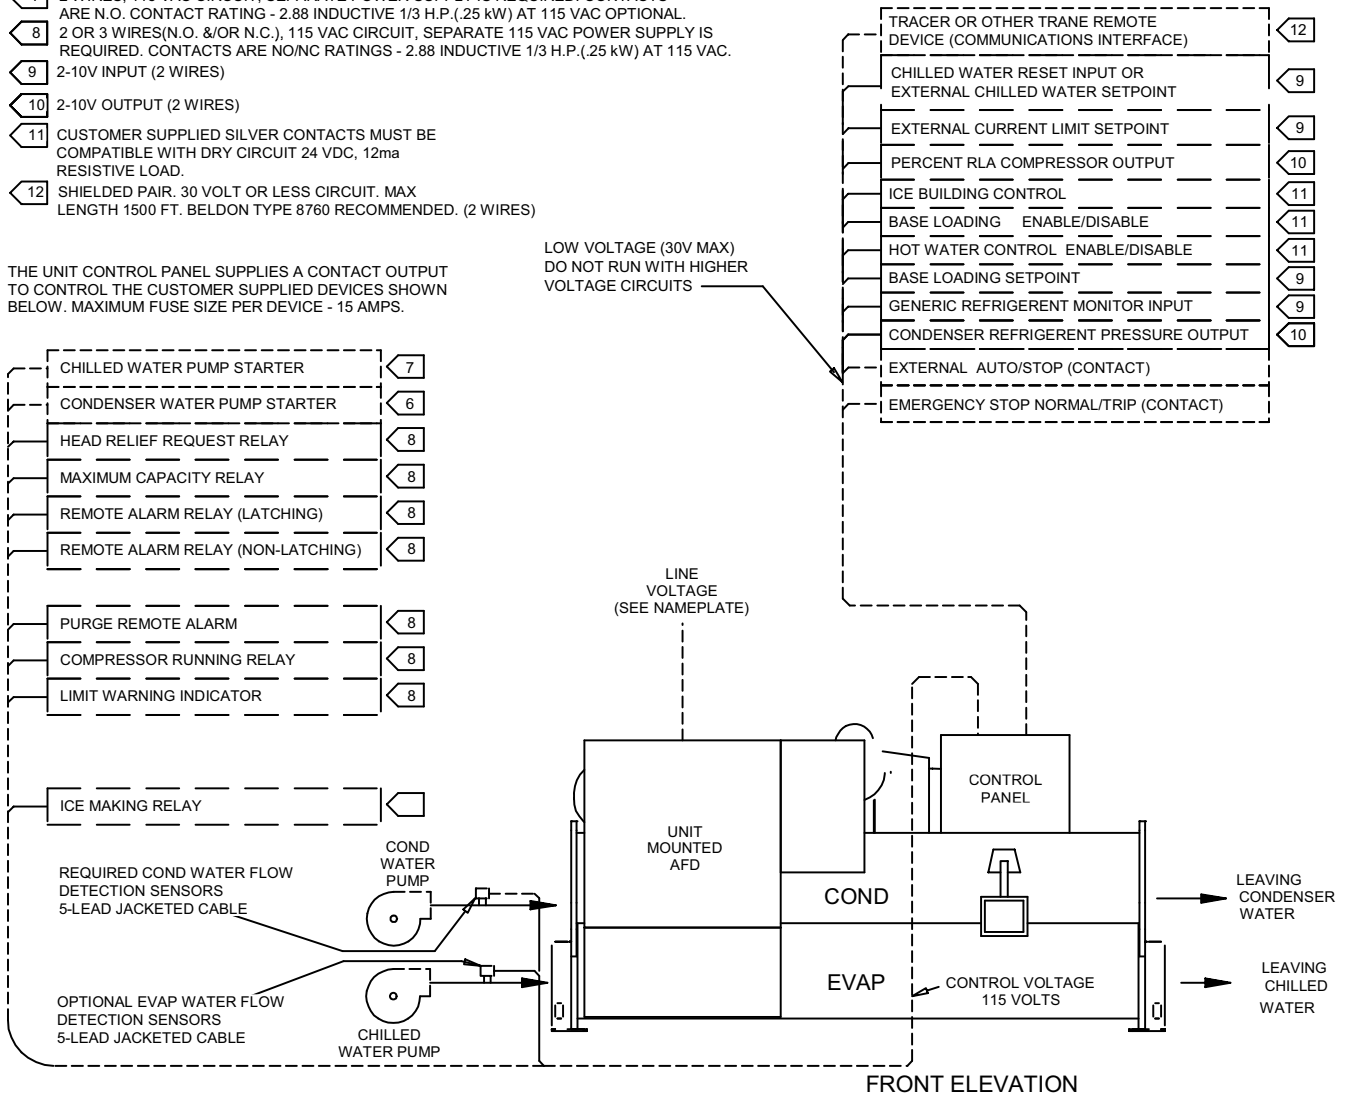 ARE N.O. CONTACT RATING - 2.88 INDUCTIVE 1/3 H.P.(.25 kW) AT 115 VAC OPTIONAL.
8 2 OR 3 WIRES(N.O. &/OR N.C.), 115 VAC CIRCUIT, SEPARATE 115 VAC POWER SUPPLY IS
REQUIRED. CONTACTS ARE NO/NC RATINGS - 2.88 INDUCTIVE 1/3 H.P.(.25 kW) AT 115 VAC.
9 2-10V INPUT (2 WIRES)
10 2-10V OUTPUT (2 WIRES)
11 CUSTOMER SUPPLIED SILVER CONTACTS MUST BE
COMPATIBLE WITH DRY CIRCUIT 24 VDC, 12ma
RESISTIVE LOAD.
12 SHIELDED PAIR. 30 VOLT OR LESS CIRCUIT. MAX
LENGTH 1500 FT. BELDON TYPE 8760 RECOMMENDED. (2 WIRES)
THE UNIT CONTROL PANEL SUPPLIES A CONTACT OUTPUT
TO CONTROL THE CUSTOMER SUPPLIED DEVICES SHOWN
BELOW. MAXIMUM FUSE SIZE PER DEVICE - 15 AMPS.
TRACER OR OTHER TRANE REMOTE
DEVICE (COMMUNICATIONS INTERFACE) 12
CHILLED WATER RESET INPUT OR
EXTERNAL CHILLED WATER SETPOINT 9
EXTERNAL CURRENT LIMIT SETPOINT 9
PERCENT RLA COMPRESSOR OUTPUT 10
ICE BUILDING CONTROL 11
BASE LOADING ENABLE/DISABLE 11
HOT WATER CONTROL ENABLE/DISABLE 11
BASE LOADING SETPOINT 9
GENERIC REFRIGERENT MONITOR INPUT 9
CONDENSER REFRIGERENT PRESSURE OUTPUT 10
EXTERNAL AUTO/STOP (CONTACT)
EMERGENCY STOP NORMAL/TRIP (CONTACT)
LOW VOLTAGE (30V MAX)
DO NOT RUN WITH HIGHER
VOLTAGE CIRCUITS
CHILLED WATER PUMP STARTER 7
CONDENSER WATER PUMP STARTER 6
HEAD RELIEF REQUEST RELAY 8
MAXIMUM CAPACITY RELAY 8
REMOTE ALARM RELAY (LATCHING) 8
REMOTE ALARM RELAY (NON-LATCHING) 8
PURGE REMOTE ALARM 8
COMPRESSOR RUNNING RELAY 8
LIMIT WARNING INDICATOR 8
ICE MAKING RELAY
LINE
VOLTAGE
(SEE NAMEPLATE)
CONTROL
PANEL
UNIT
MOUNTED
AFD
COND
EVAP
COND
WATER
PUMP
REQUIRED COND WATER FLOW
DETECTION SENSORS
5-LEAD JACKETED CABLE
OPTIONAL EVAP WATER FLOW
DETECTION SENSORS
5-LEAD JACKETED CABLE
CHILLED
WATER PUMP
CONTROL VOLTAGE
115 VOLTS
LEAVING
CONDENSER
WATER
LEAVING
CHILLED
WATER
FRONT ELEVATION